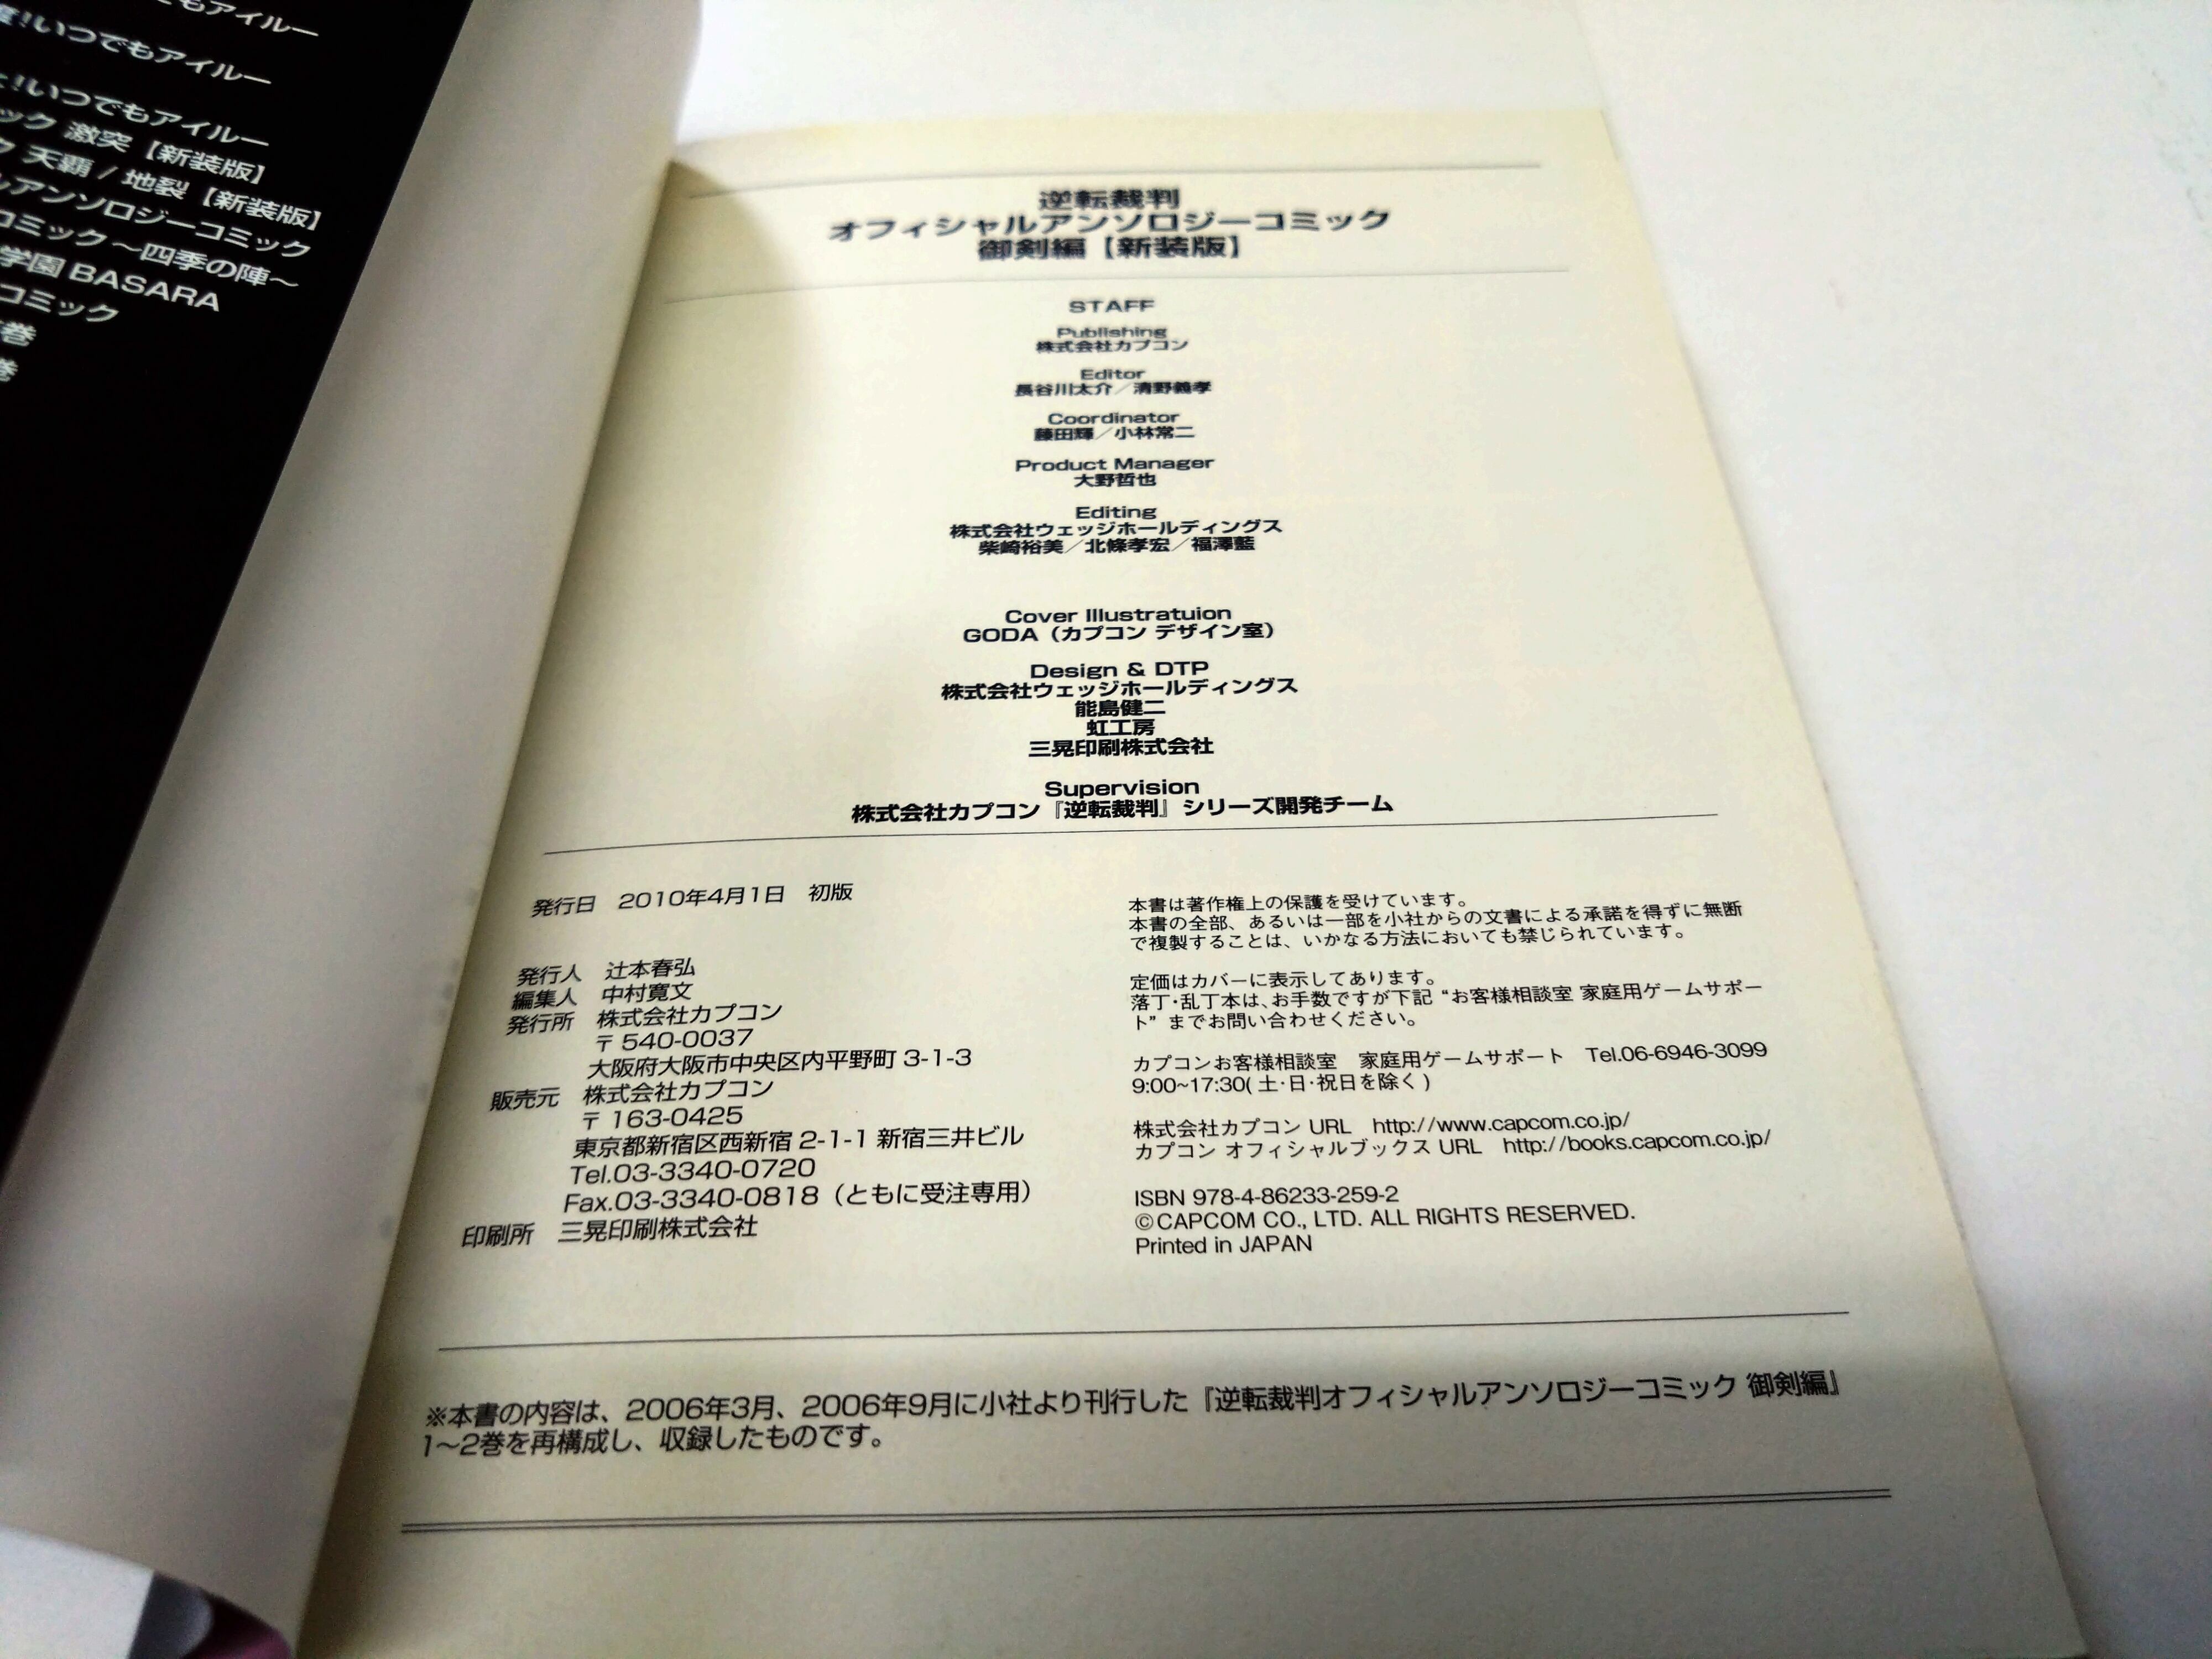 もアイルー
!いつでもアイルー
!いつでもアイルー
ック 激突【新装版】
ク 天覇 / 地裂【新装版】
ルアンソロジーコミック
コミック～四季の陣～
学園 BASARA
コミック
巻
巻
逆転裁判
オフィシャルアンソロジーコミック
御剣編【新装版】
STAFF
Publishing
株式会社カプコン
Editor
長谷川太介／清野義孝
Coordinator
藤田輝／小林常二
Product Manager
大野哲也
Editing
株式会社ウェッジホールディングス
柴崎裕美／北條孝宏／福澤藍
Cover Illustratuion
GODA（カプコン デザイン室）
Design & DTP
株式会社ウェッジホールディングス
能島健二
虹工房
三晃印刷株式会社
Supervision
株式会社カプコン『逆転裁判』シリーズ開発チーム
発行日　2010年4月1日　初版
発行人　辻本春弘
編集人　中村寛文
発行所　株式会社カプコン
〒 540-0037
大阪府大阪市中央区内平野町 3-1-3
販売元　株式会社カプコン
〒 163-0425
東京都新宿区西新宿 2-1-1 新宿三井ビル
Tel.03-3340-0720
Fax.03-3340-0818（ともに受注専用）
印刷所　三晃印刷株式会社
本書は著作権上の保護を受けています。
本書の全部、あるいは一部を小社からの文書による承諾を得ずに無断
で複製することは、いかなる方法においても禁じられています。
定価はカバーに表示してあります。
落丁・乱丁本は、お手数ですが下記 “お客様相談室 家庭用ゲームサポー
ト” までお問い合わせください。
カプコンお客様相談室　家庭用ゲームサポート　Tel.06-6946-3099
9:00~17:30( 土・日・祝日を除く )
株式会社カプコン URL　http://www.capcom.co.jp/
カプコン オフィシャルブックス URL　http://books.capcom.co.jp/
ISBN 978-4-86233-259-2
©CAPCOM CO., LTD. ALL RIGHTS RESERVED.
Printed in JAPAN
※本書の内容は、2006年3月、2006年9月に小社より刊行した『逆転裁判オフィシャルアンソロジーコミック 御剣編』
1～2巻を再構成し、収録したものです。